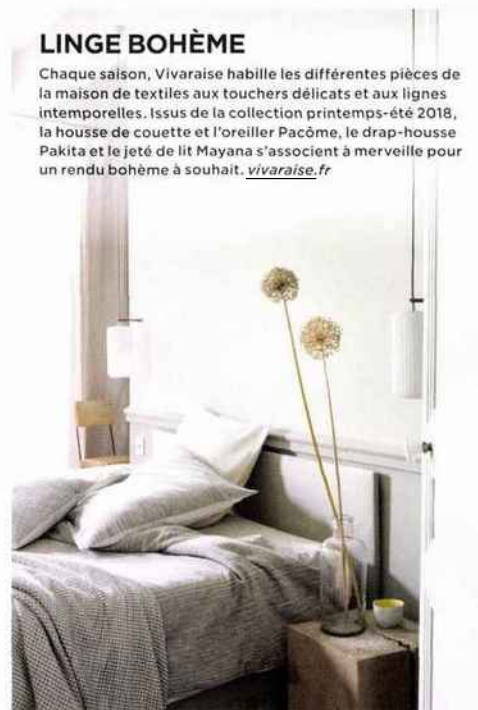 LINGE BOHÈME
Chaque saison, Vivaraise habille les différentes pièces de
la maison de textiles aux touchers délicats et aux lignes
intemporelles. Issus de la collection printemps-été 2018,
la housse de couette et l'oreiller Pacôme, le drap-housse
Pakita et le jeté de lit Mayana s'associent à merveille pour
un rendu bohème à souhait. vivaraise.fr